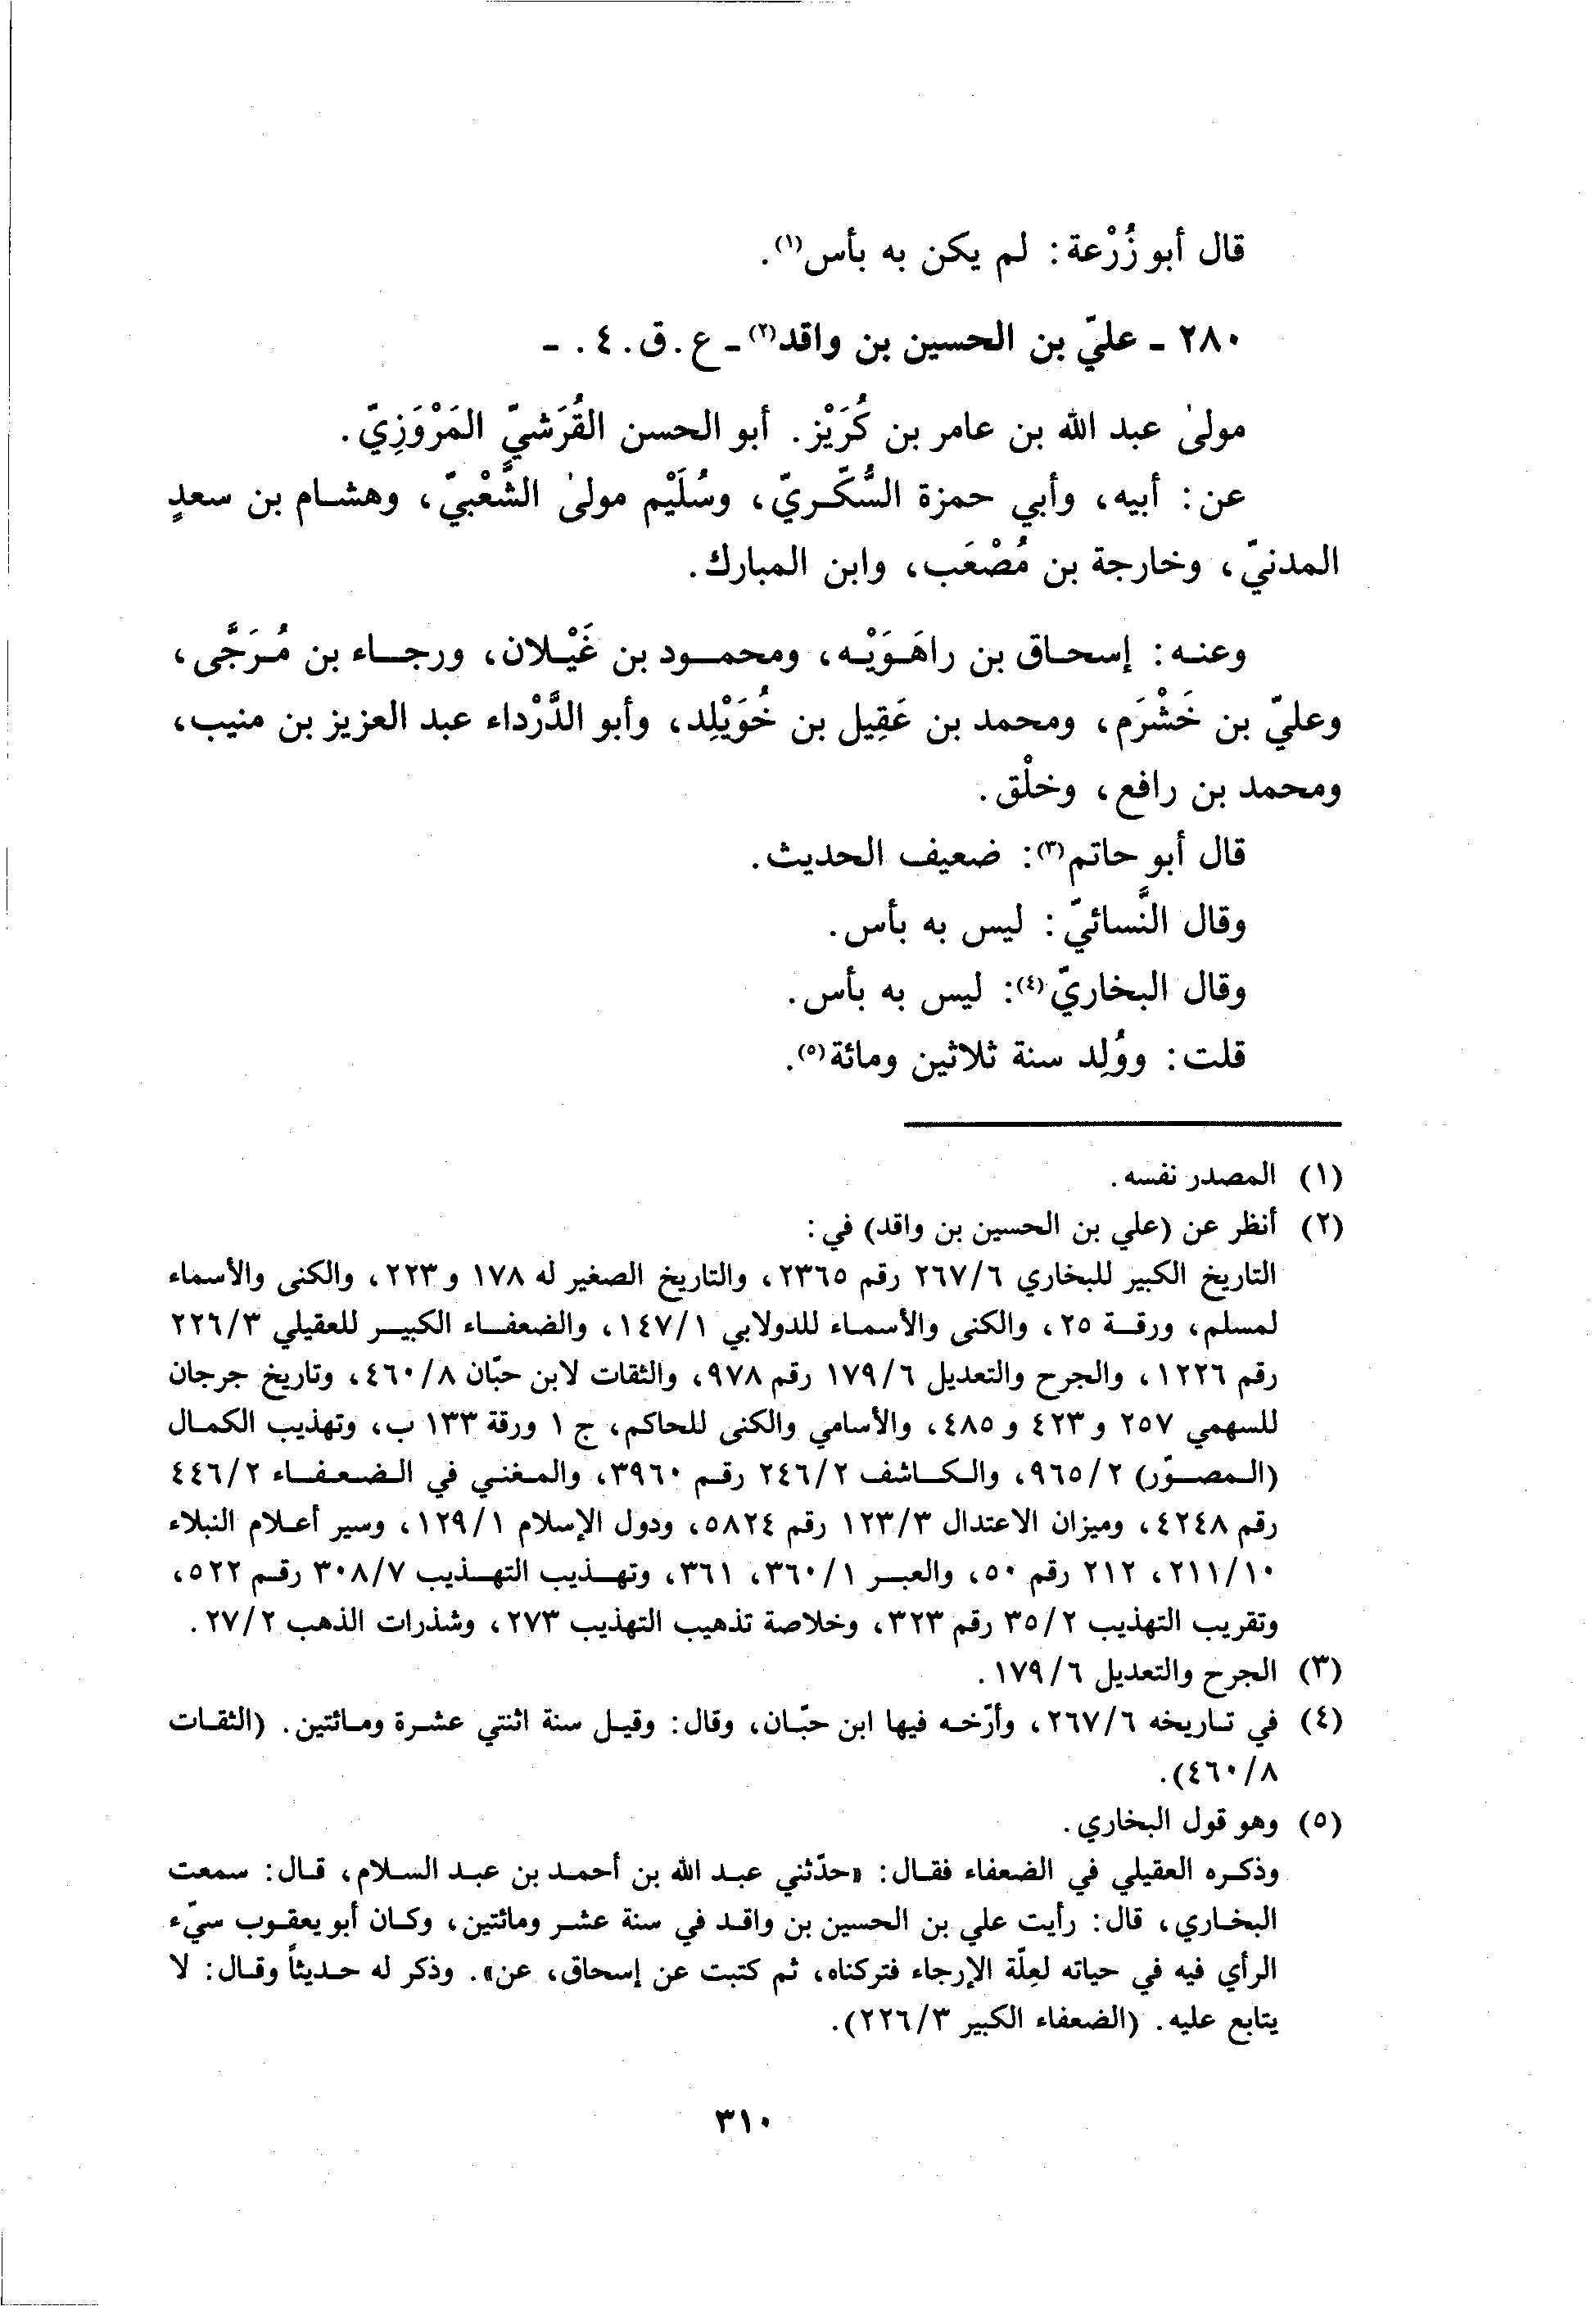 قال أبو زُرْعة: لم يكن به بأس(١).
٢٨٠ - عليّ بن الحسين بن واقد(٢) - ع. ق. ٤. -
مولىٰ عبد الله بن عامر بن كُرَيْز. أبو الحسن القُرَشيّ المَرْوَزِيّ.
عن: أبيه، وأبي حمزة السُّكّريّ، وسُلَيْم مولىٰ الشَّعْبيّ، وهشام بن سعدٍ
المدنيّ، وخارجة بن مُصْعَب، وابن المبارك.
وعنه: إسحاق بن راهَوَيْه، ومحمود بن غَيْلان، ورجاء بن مُرَجَّى،
وعليّ بن خَشْرَم، ومحمد بن عَقِيل بن خُوَيْلِد، وأبو الدَّرْداء عبد العزيز بن منيب،
ومحمد بن رافع، وخلْق.
قال أبو حاتم(٣): ضعيف الحديث.
وقال النَّسائيّ: ليس به بأس.
وقال البخاريّ(٤): ليس به بأس.
قلت: ووُلِد سنة ثلاثين ومائة(٥).
(١) المصدر نفسه.
(٢) أنظر عن (علي بن الحسين بن واقد) في:
التاريخ الكبير للبخاري ٢٦٧/٦ رقم ٢٣٦٥، والتاريخ الصغير له ١٧٨ و٢٢٣، والكنى والأسماء
لمسلم، ورقة ٢٥، والكنى والأسماء للدولابي ١٤٧/١، والضعفاء الكبير للعقيلي ٢٢٦/٣
رقم ١٢٢٦، والجرح والتعديل ١٧٩/٦ رقم ٩٧٨، والثقات لابن حبّان ٤٦٠/٨، وتاريخ جرجان
للسهمي ٢٥٧ و٤٢٣ و٤٨٥، والأسامي والكنى للحاكم، ج ١ ورقة ١٣٣ ب، وتهذيب الكمال
(المصوّر) ٩٦٥/٢، والكاشف ٢٤٦/٢ رقم ٣٩٦٠، والمغني في الضعفاء ٤٤٦/٢
رقم ٤٢٤٨، وميزان الاعتدال ١٢٣/٣ رقم ٥٨٢٤، ودول الإسلام ١٢٩/١، وسير أعلام النبلاء
٢١١/١٠، ٢١٢ رقم ٥٠، والعبر ٣٦٠/١، ٣٦١، وتهذيب التهذيب ٣٠٨/٧ رقم ٥٢٢،
وتقريب التهذيب ٣٥/٢ رقم ٣٢٣، وخلاصة تذهيب التهذيب ٢٧٣، وشذرات الذهب ٢٧/٢.
(٣) الجرح والتعديل ١٧٩/٦.
(٤) في تاريخه ٢٦٧/٦، وأرّخه فيها ابن حبّان، وقال: وقيل سنة اثنتي عشرة ومائتين. (الثقات
٤٦٠/٨).
(٥) وهو قول البخاري.
وذكره العقيلي في الضعفاء فقال: «حدّثني عبد الله بن أحمد بن عبد السلام، قال: سمعت
البخاري، قال: رأيت علي بن الحسين بن واقد في سنة عشر ومائتين، وكان أبو يعقوب سيّء
الرأي فيه في حياته لعِلّة الإرجاء فتركناه، ثم كتبت عن إسحاق، عن». وذكر له حديثاً وقال: لا
يتابع عليه. (الضعفاء الكبير ٢٢٦/٣).
٣١٠